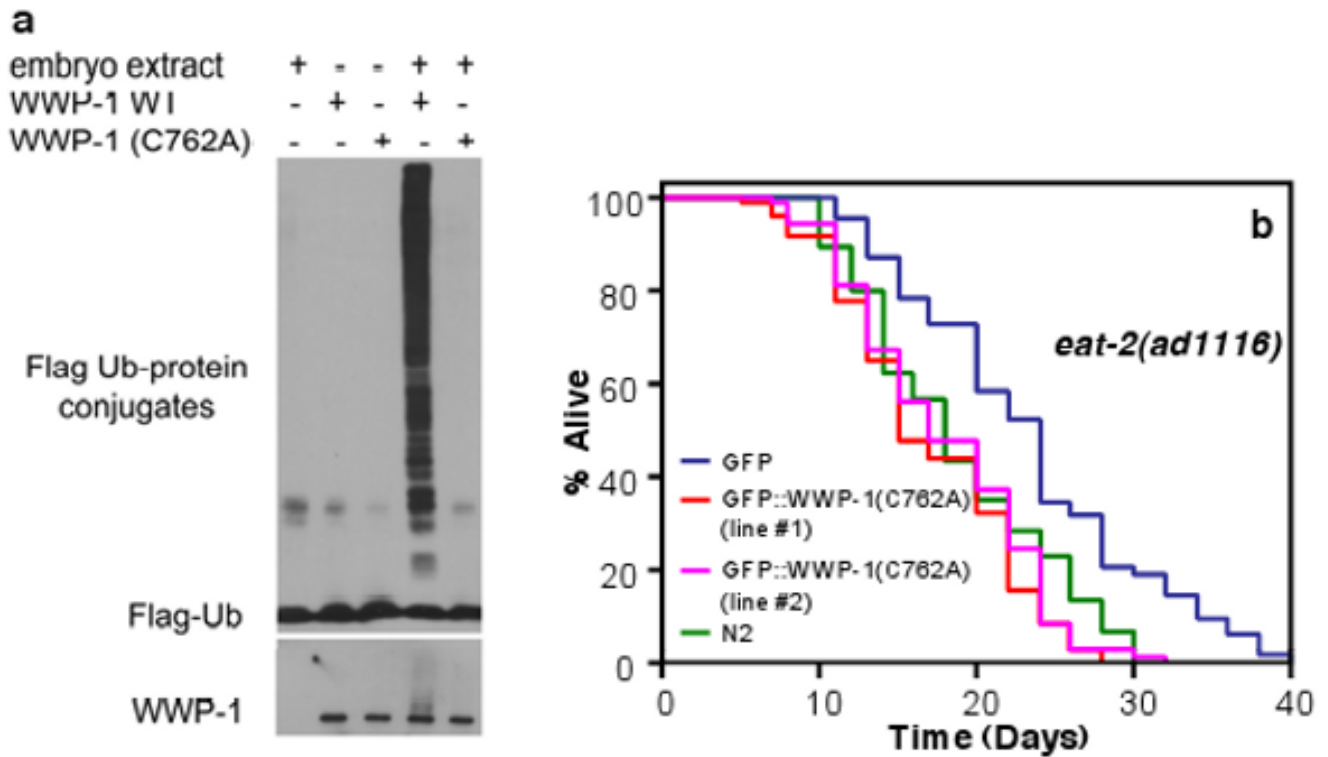 a
embryo extract + - - + +
WWP-1 WT - + - + -
WWP-1 (C762A) - - + - +
Flag Ub-protein
conjugates
Flag-Ub
WWP-1
b
eat-2(ad1116)
% Alive
100
80
60
40
20
0
GFP
GFP::WWP-1(C762A)
(line #1)
GFP::WWP-1(C762A)
(line #2)
N2
0 10 20 30 40
Time (Days)